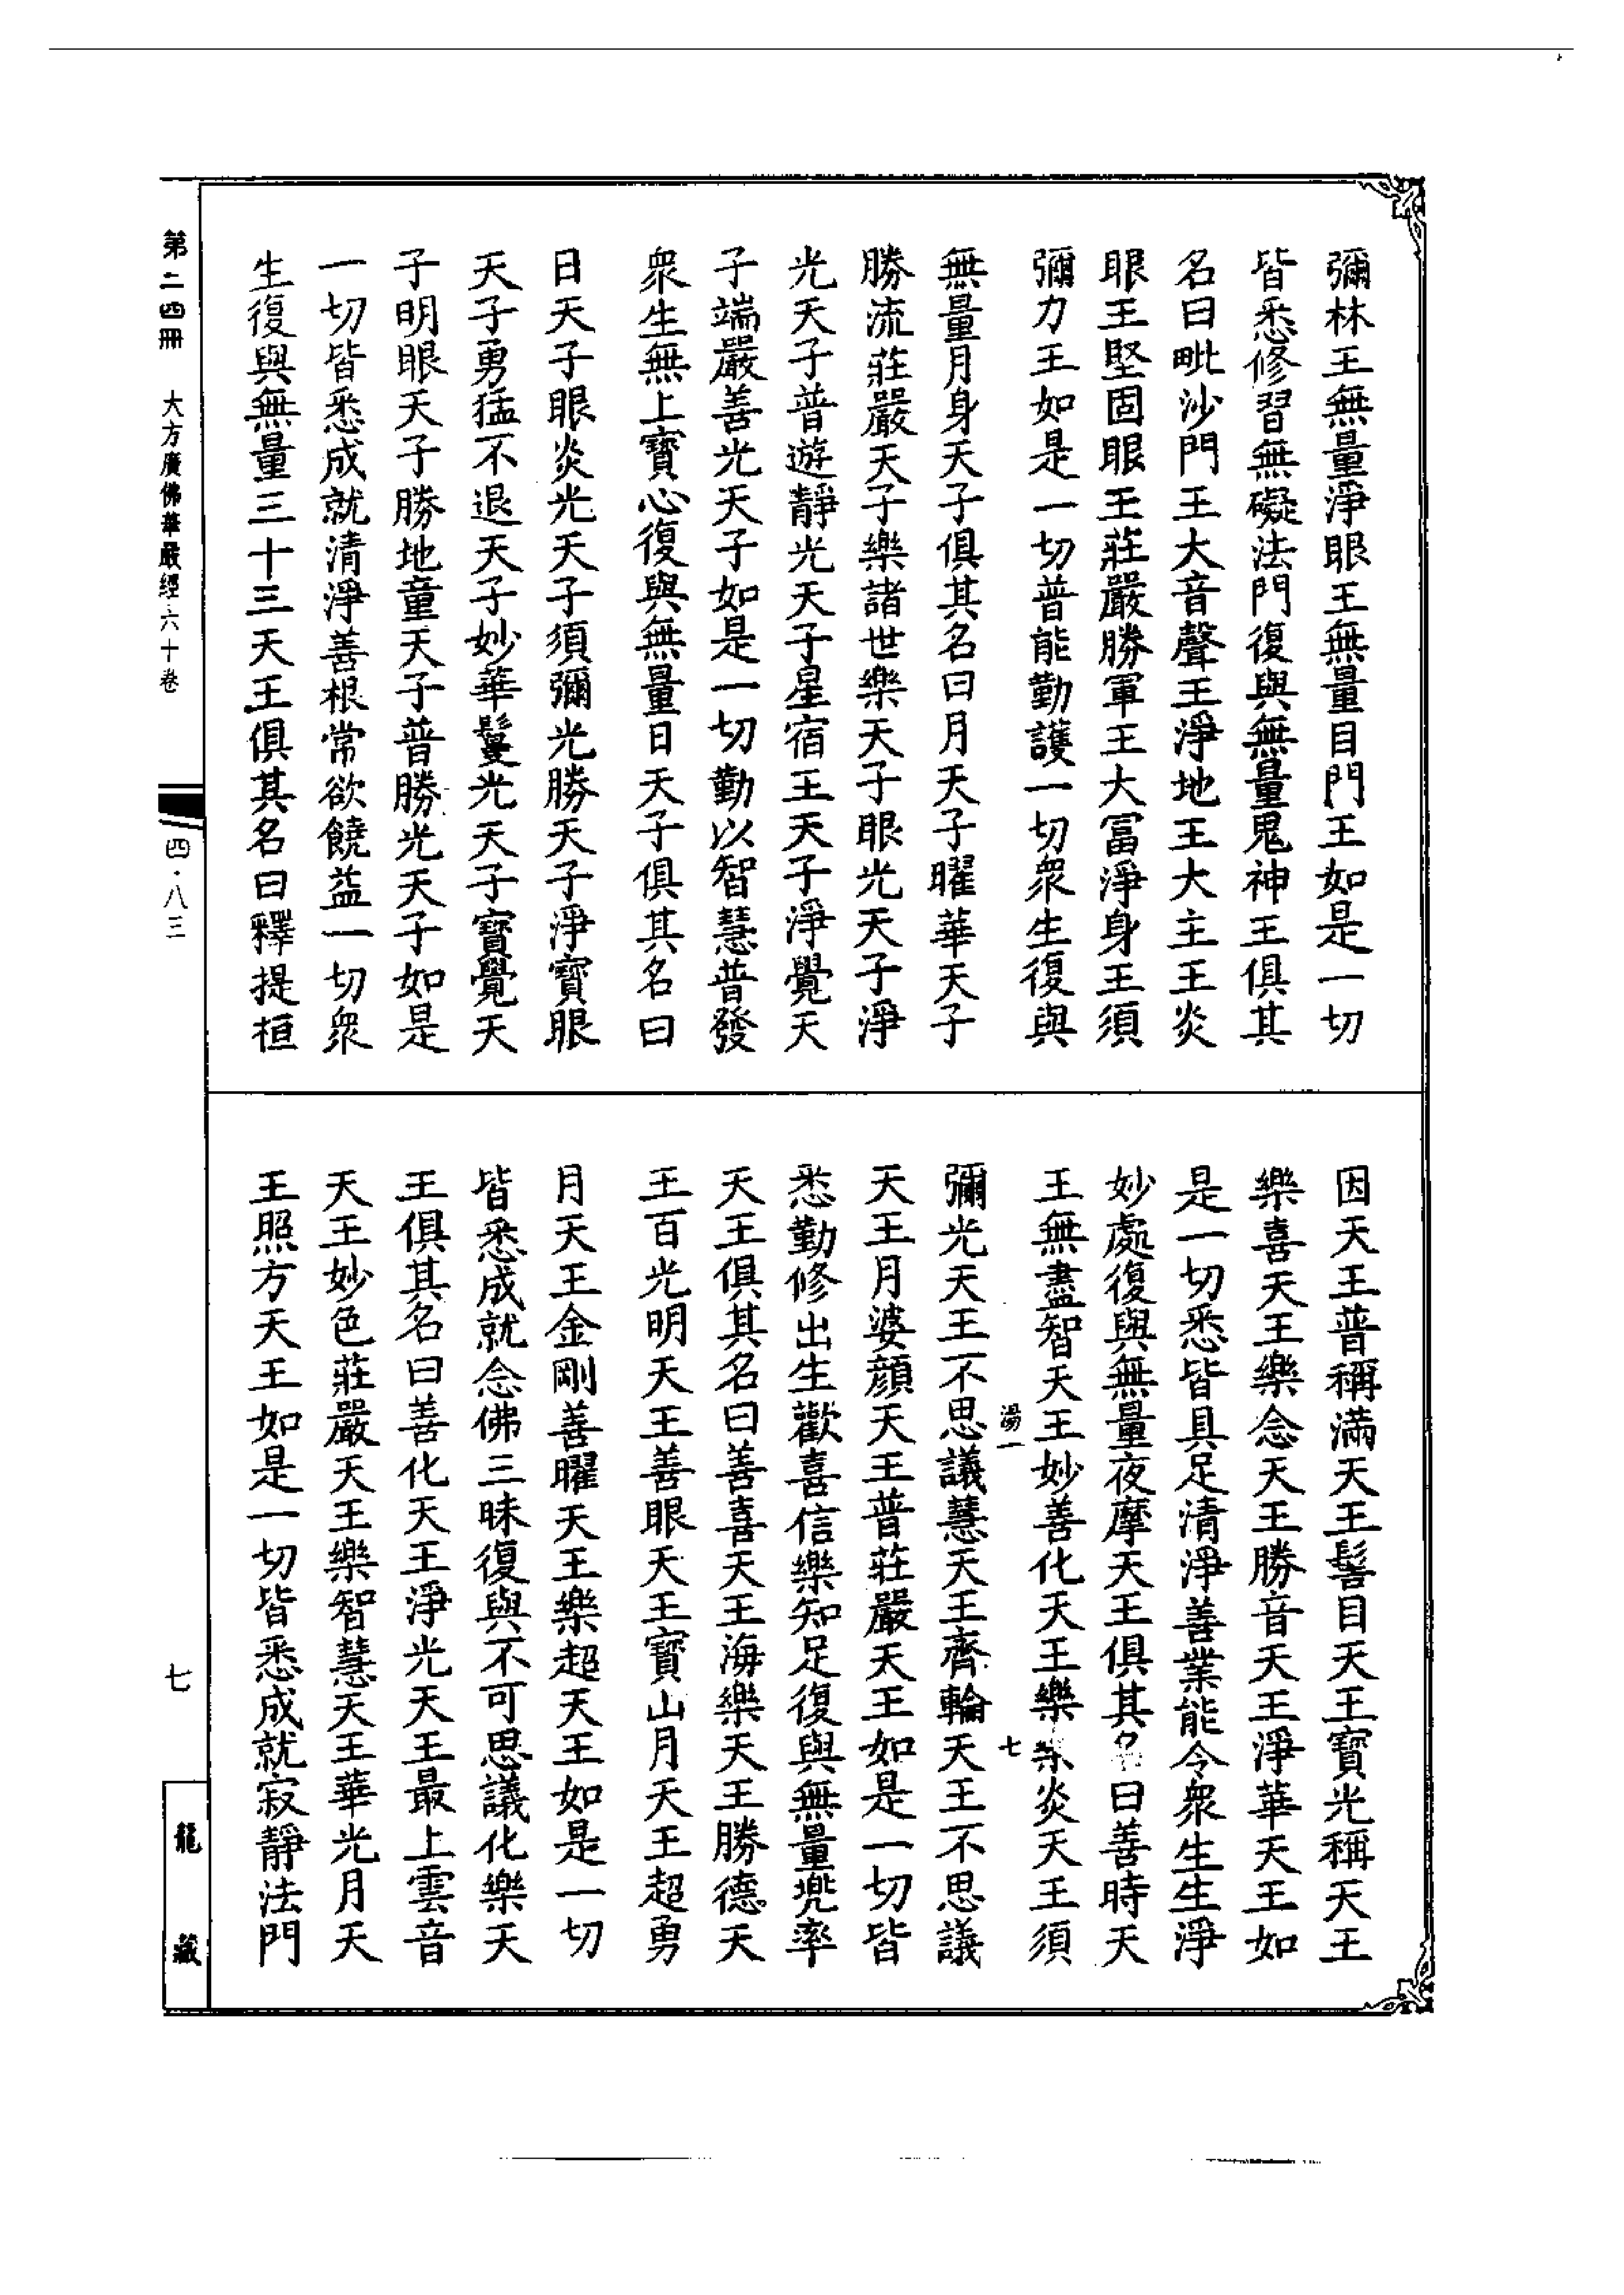 彌林王無量淨眼王無量目門王如是一切
皆悉修習無礙法門復與無量鬼神王俱其
名曰毗沙門王大音聲王淨地王大主王炎
眼王堅固眼王莊嚴勝軍王大富淨身王須
彌力王如是一切普能勤護一切衆生復與
無量月身天子俱其名曰月天子曜華天子
勝流莊嚴天子樂諸世樂天子眼光天子淨
光天子普遊靜光天子星宿王天子淨覺天
子端嚴善光天子如是一切勤以智慧普發
衆生無上寶心復與無量日天子俱其名曰
日天子眼炎光天子須彌光勝天子淨寶眼
天子勇猛不退天子妙華鬘光天子寶覺天
子明眼天子勝地童天子普勝光天子如是
一切皆悉成就清淨善根常欲饒益一切衆
生復與無量三十三天王俱其名曰釋提桓
因天王普稱滿天王髻目天王寶光稱天王
樂喜天王樂念天王勝音天王淨華天王如
是一切悉皆具足清淨善業能令衆生生淨
妙處復與無量夜摩天王俱其名曰善時天
王無盡智天王妙善化天王樂炎天王須
湯一
七
彌光天王不思議慧天王齊輪天王不思議
天王月婆顏天王普莊嚴天王如是一切皆
悉勤修出生歡喜信樂知足復與無量兜率
天王俱其名曰善喜天王海樂天王勝德天
王百光明天王善眼天王寶山月天王超勇
月天王金剛善曜天王樂超天王如是一切
皆悉成就念佛三昧復與不可思議化樂天
王俱其名曰善化天王淨光天王最上雲音
天王妙色莊嚴天王樂智慧天王華光月天
王照方天王如是一切皆悉成就寂靜法門
第二四冊
大方廣佛華嚴經六十卷
四·八三
七
龍藏